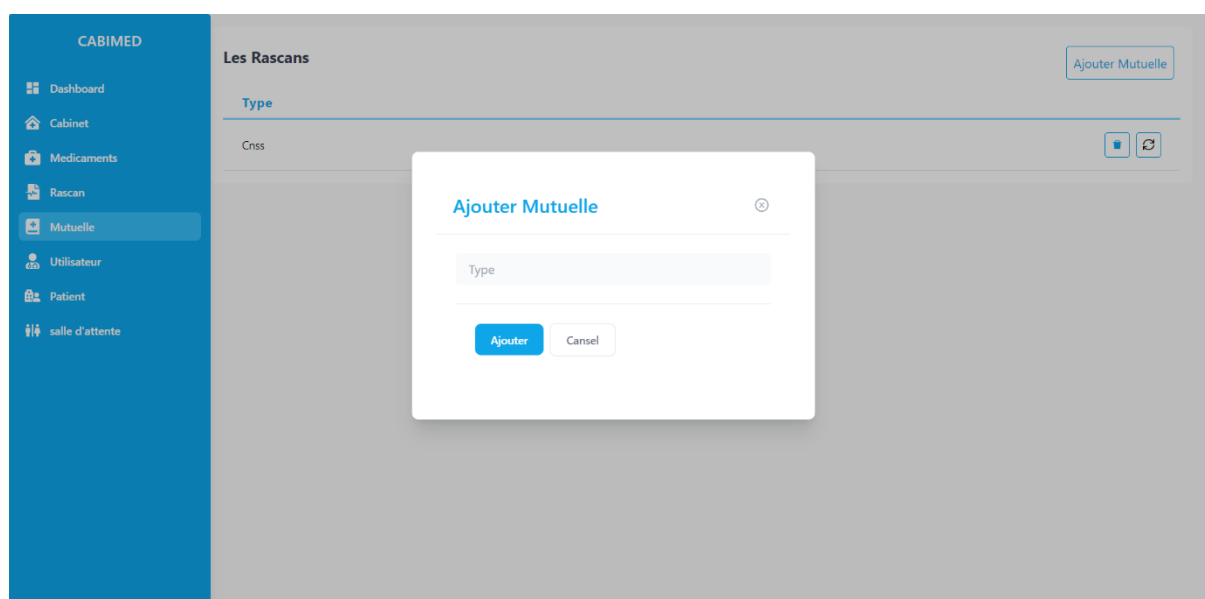 CABIMED
Dashboard
Cabinet
Medicaments
Rascan
Mutuelle
Utilisateur
Patient
salle d'attente
Les Rascans
Ajouter Mutuelle
Type
Cnss
Ajouter Mutuelle
Type
Ajouter
Cansel